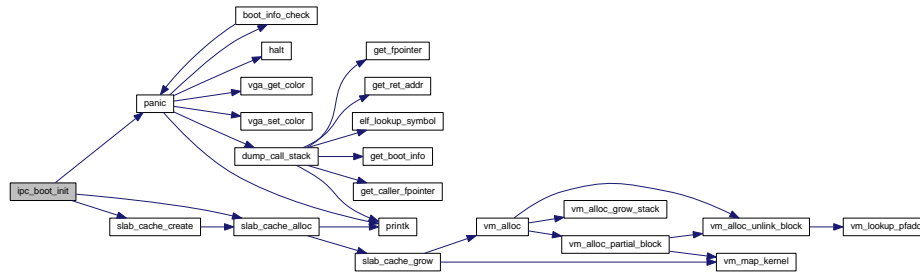 boot_info_check
halt
get_fpointer
vga_get_color
get_ret_addr
panic
vga_set_color
elf_lookup_symbol
dump_call_stack
get_boot_info
ipc_boot_init
get_caller_fpointer
vm_alloc_grow_stack
slab_cache_create
slab_cache_alloc
printk
vm_alloc
vm_alloc_unlink_block
vm_alloc_partial_block
slab_cache_grow
vm_map_kernel